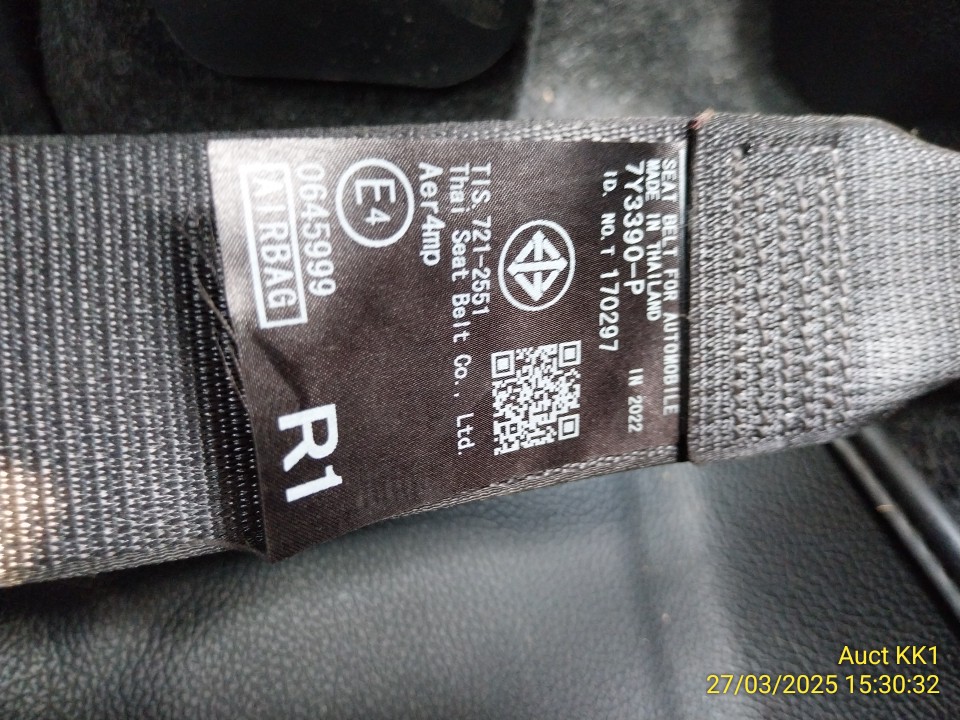 SEAT BELT FOR AUTOMOBILE
MADE IN THAILAND
7Y3390-P IN 2022
ID. NO.T 170297
TIS 721-2551
Thai Seat Belt Co., Ltd.
Aer4mp
E4
0645999
AIRBAG
R1
Auct KK1
27/03/2025 15:30:32